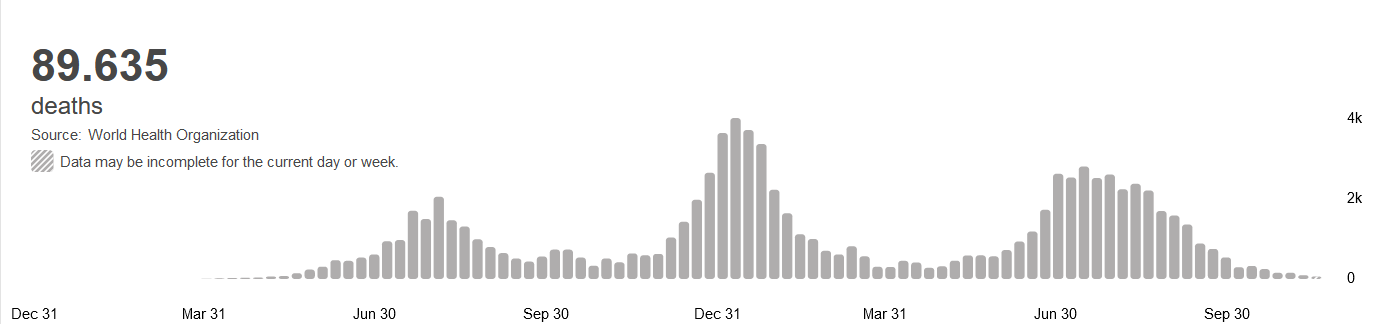 89.635
deaths
Source: World Health Organization
Data may be incomplete for the current day or week.
4k
2k
0
Dec 31 Mar 31 Jun 30 Sep 30 Dec 31 Mar 31 Jun 30 Sep 30